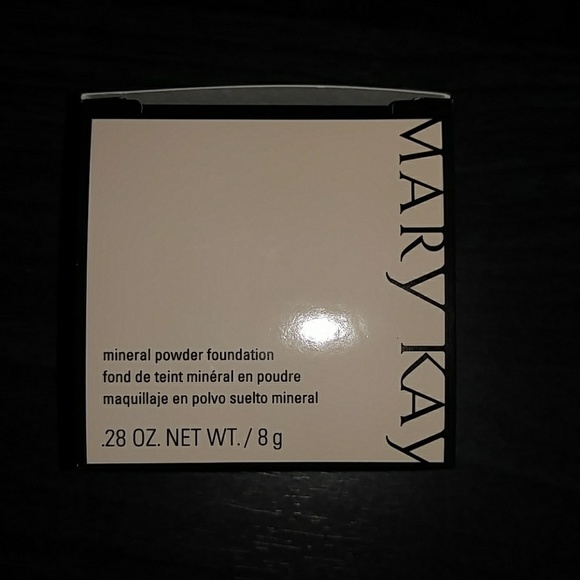 MARY KAY
mineral powder foundation
fond de teint minéral en poudre
maquillaje en polvo suelto mineral
.28 OZ. NET WT. / 8 g